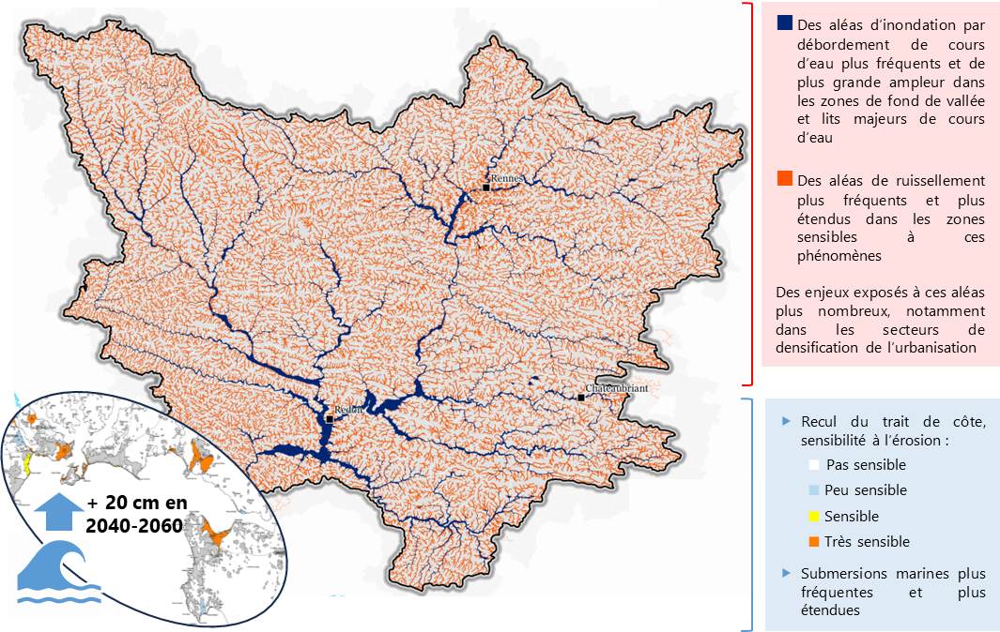 Des aléas d’inondation par
débordement de cours
d’eau plus fréquents et de
plus grande ampleur dans
les zones de fond de vallée
et lits majeurs de cours
d’eau
Des aléas de ruissellement
plus fréquents et plus
étendus dans les zones
sensibles à ces
phénomènes
Des enjeux exposés à ces aléas
plus nombreux, notamment
dans les secteurs de
densification de l’urbanisation
Rennes
Châteaubriant
Redon
+ 20 cm en
2040-2060
Recul du trait de côte,
sensibilité à l’érosion :
Pas sensible
Peu sensible
Sensible
Très sensible
Submersions marines plus
fréquentes et plus
étendues